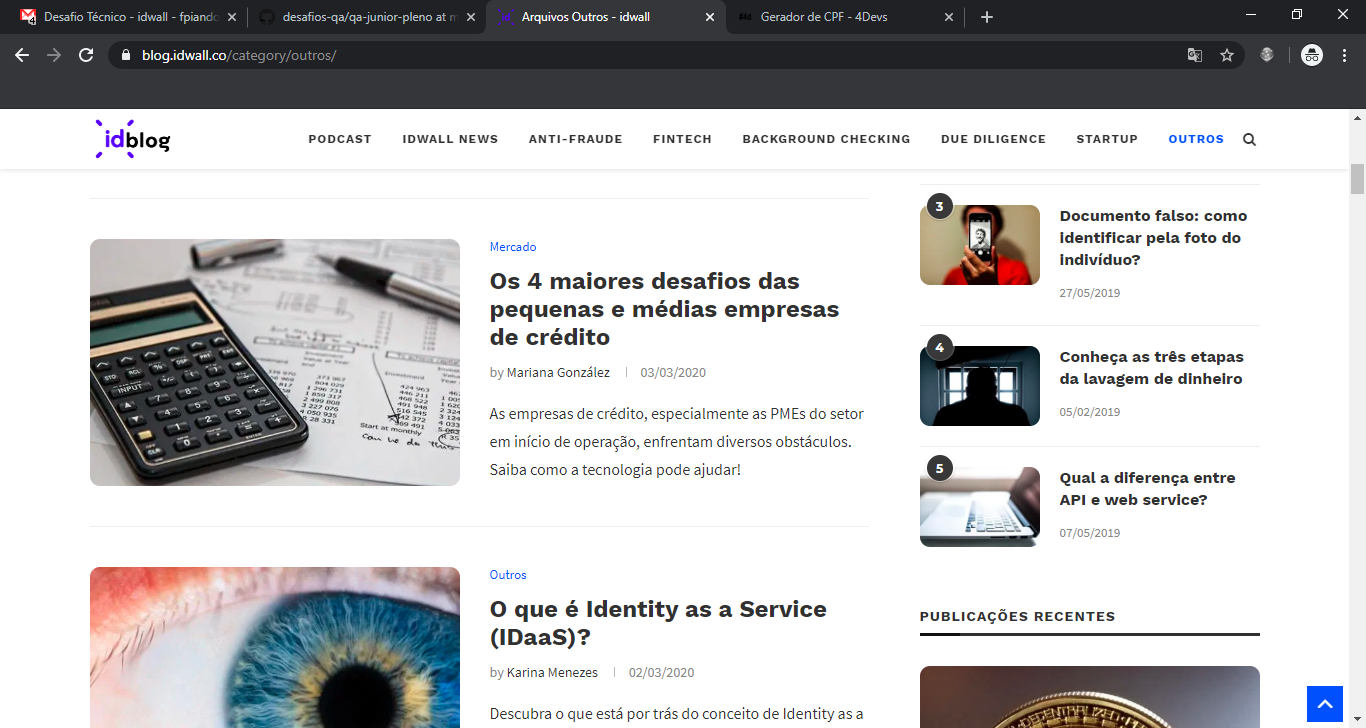 Desafio Técnico - idwall - fpiando
desafios-qa/qa-junior-pleno at m
Arquivos Outros - idwall
Gerador de CPF - 4Devs
blog.idwall.co/category/outros/
idblog
PODCAST
IDWALL NEWS
ANTI-FRAUDE
FINTECH
BACKGROUND CHECKING
DUE DILIGENCE
STARTUP
OUTROS
Mercado
Os 4 maiores desafios das
pequenas e médias empresas
de crédito
by Mariana González
03/03/2020
As empresas de crédito, especialmente as PMEs do setor
em início de operação, enfrentam diversos obstáculos.
Saiba como a tecnologia pode ajudar!
Outros
O que é Identity as a Service
(IDaaS)?
by Karina Menezes
02/03/2020
Descubra o que está por trás do conceito de Identity as a
3
Documento falso: como
identificar pela foto do
indivíduo?
27/05/2019
4
Conheça as três etapas
da lavagem de dinheiro
05/02/2019
5
Qual a diferença entre
API e web service?
07/05/2019
PUBLICAÇÕES RECENTES